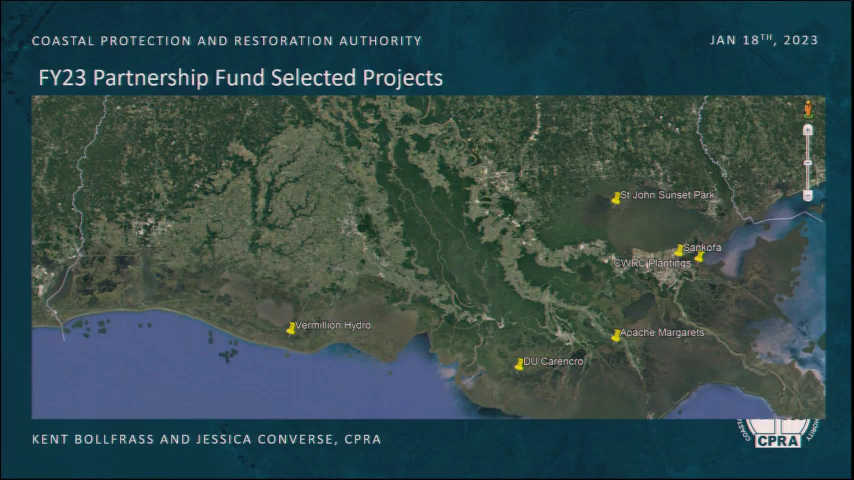 COASTAL PROTECTION AND RESTORATION AUTHORITY
JAN 18TH, 2023
FY23 Partnership Fund Selected Projects
St John Sunset Park
Sankofa
CWRC Plantings
Vermillion Hydro
Apache Margarets
DU Carencro
KENT BOLLFRASS AND JESSICA CONVERSE, CPRA
CPRA